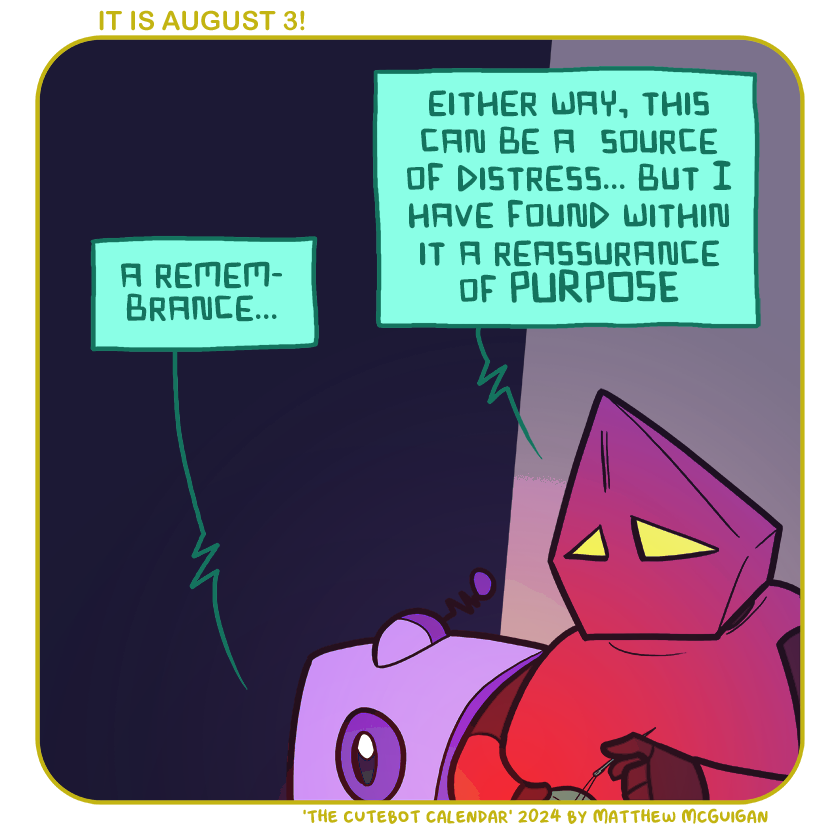 IT IS AUGUST 3!
EITHER WAY, THIS
CAN BE A SOURCE
OF DISTRESS... BUT I
HAVE FOUND WITHIN
IT A REASSURANCE
OF PURPOSE
A REMEM-
BRANCE...
'THE CUTEBOT CALENDAR' 2024 BY MATTHEW MCGUIGAN